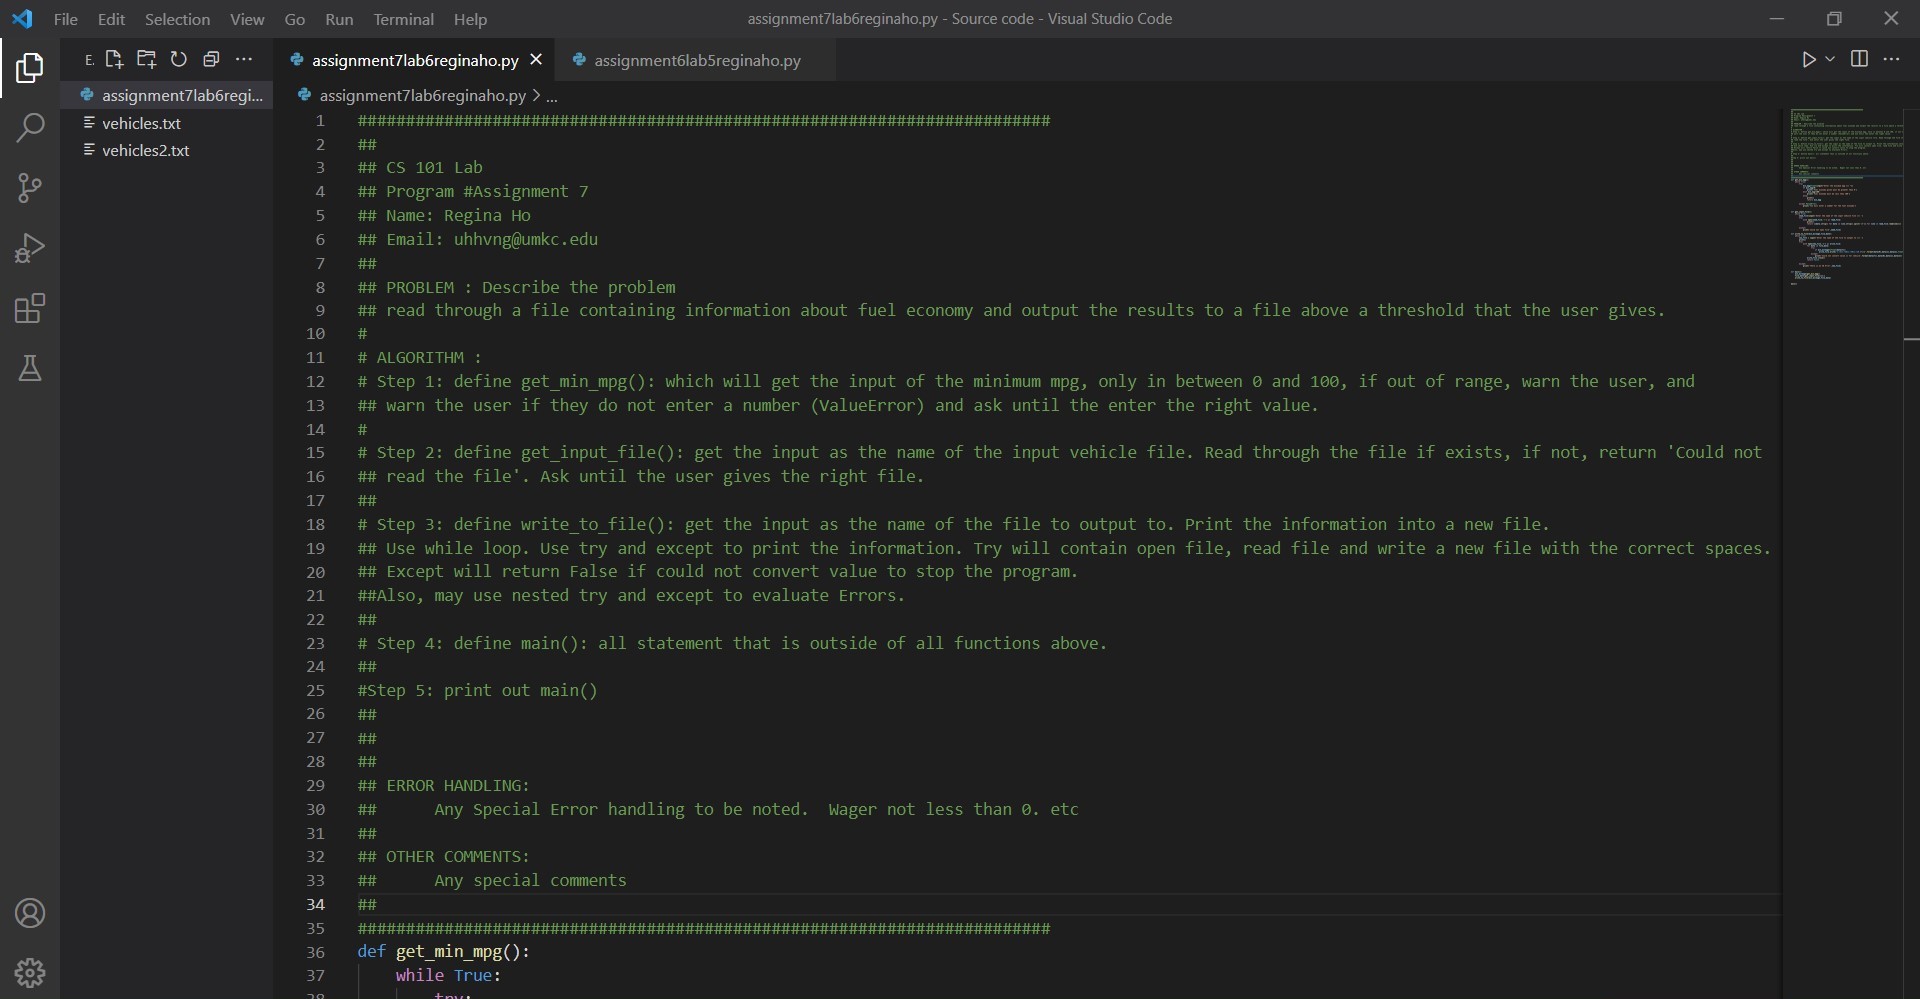 File Edit Selection View Go Run Terminal Help
assignment7lab6reginaho.py - Source code - Visual Studio Code
E.
assignment7lab6reginaho.py
assignment6lab5reginaho.py
assignment7lab6regi...
vehicles.txt
vehicles2.txt
assignment7lab6reginaho.py > ...
1 ########################################################################
2 ##
3 ## CS 101 Lab
4 ## Program #Assignment 7
5 ## Name: Regina Ho
6 ## Email: uhhvng@umkc.edu
7 ##
8 ## PROBLEM : Describe the problem
9 ## read through a file containing information about fuel economy and output the results to a file above a threshold that the user gives.
10 #
11 # ALGORITHM :
12 # Step 1: define get_min_mpg(): which will get the input of the minimum mpg, only in between 0 and 100, if out of range, warn the user, and
13 ## warn the user if they do not enter a number (ValueError) and ask until the enter the right value.
14 #
15 # Step 2: define get_input_file(): get the input as the name of the input vehicle file. Read through the file if exists, if not, return 'Could not
16 ## read the file'. Ask until the user gives the right file.
17 ##
18 # Step 3: define write_to_file(): get the input as the name of the file to output to. Print the information into a new file.
19 ## Use while loop. Use try and except to print the information. Try will contain open file, read file and write a new file with the correct spaces.
20 ## Except will return False if could not convert value to stop the program.
21 ##Also, may use nested try and except to evaluate Errors.
22 ##
23 # Step 4: define main(): all statement that is outside of all functions above.
24 ##
25 #Step 5: print out main()
26 ##
27 ##
28 ##
29 ## ERROR HANDLING:
30 ##      Any Special Error handling to be noted.  Wager not less than 0. etc
31 ##
32 ## OTHER COMMENTS:
33 ##      Any special comments
34 ##
35 ########################################################################
36 def get_min_mpg():
37     while True:
38         try: